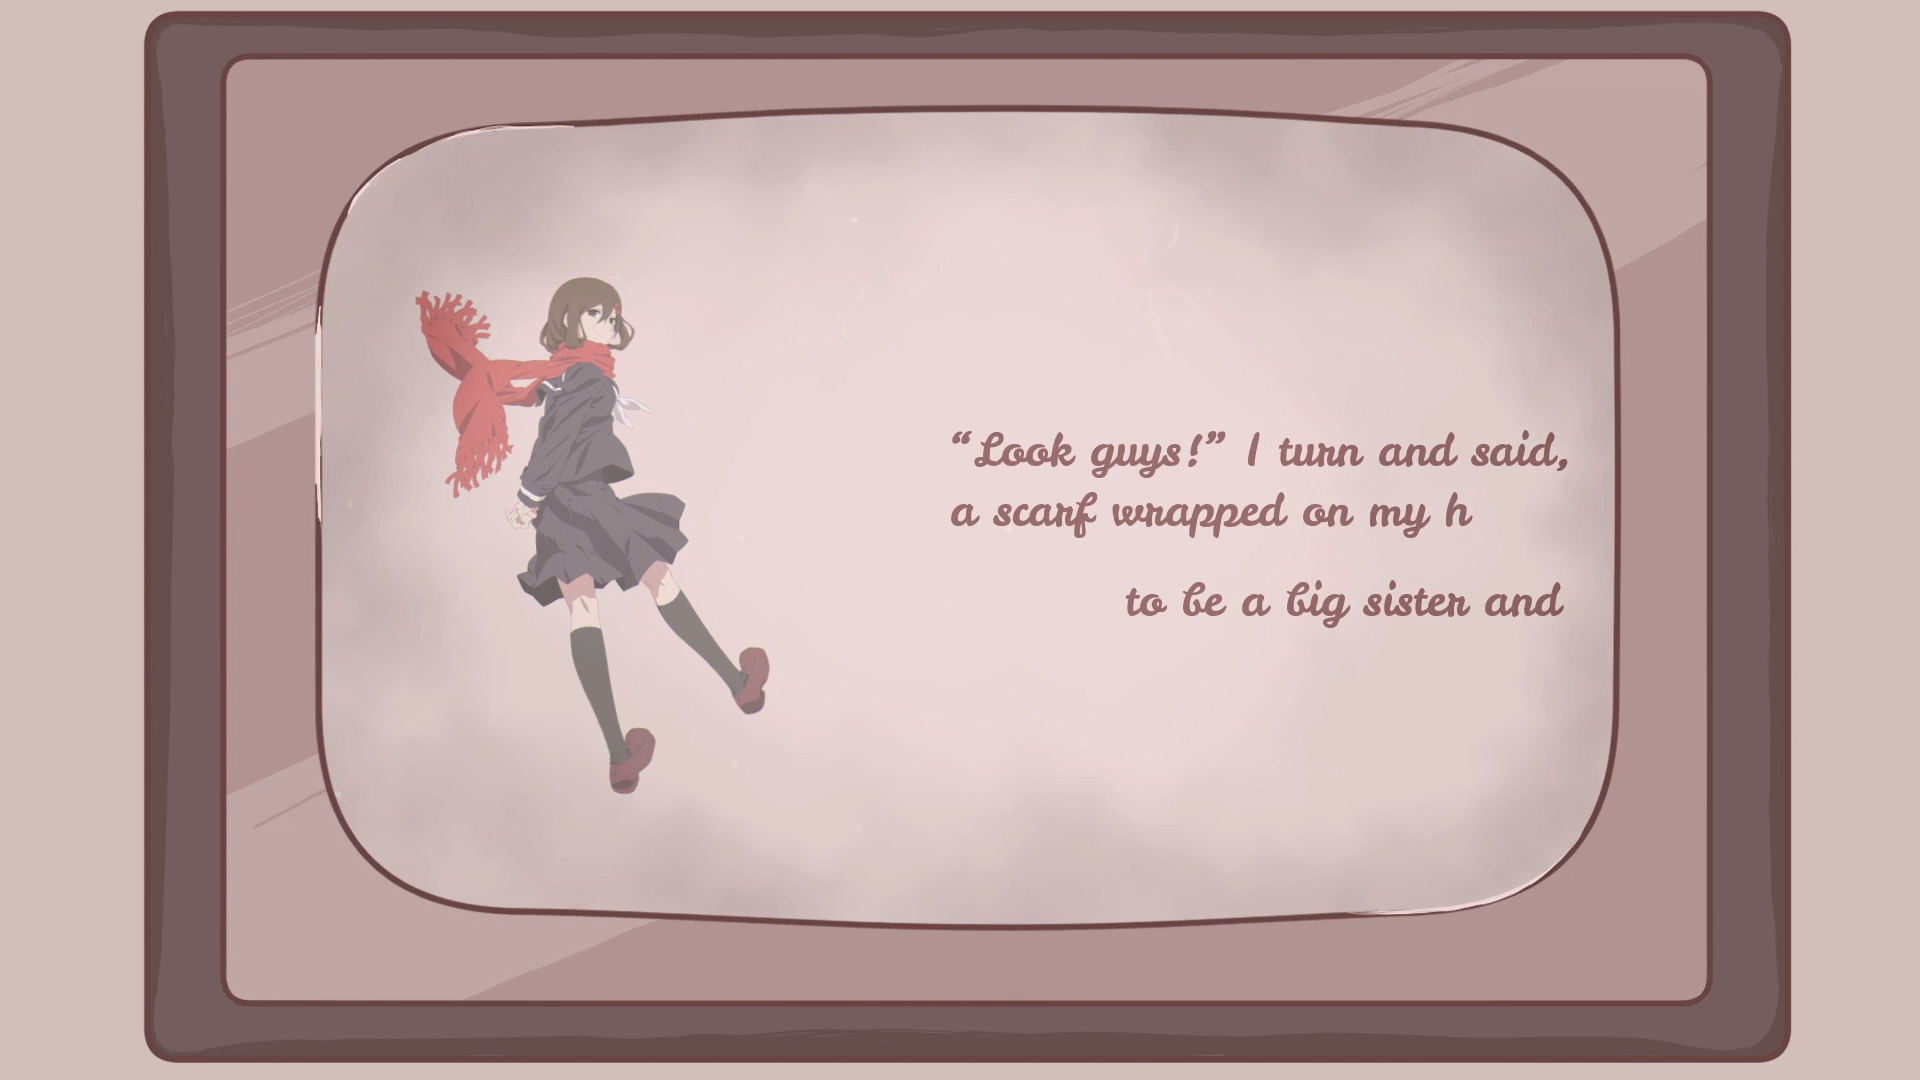 “Look guys!” I turn and said,
a scarf wrapped on my h
to be a big sister and